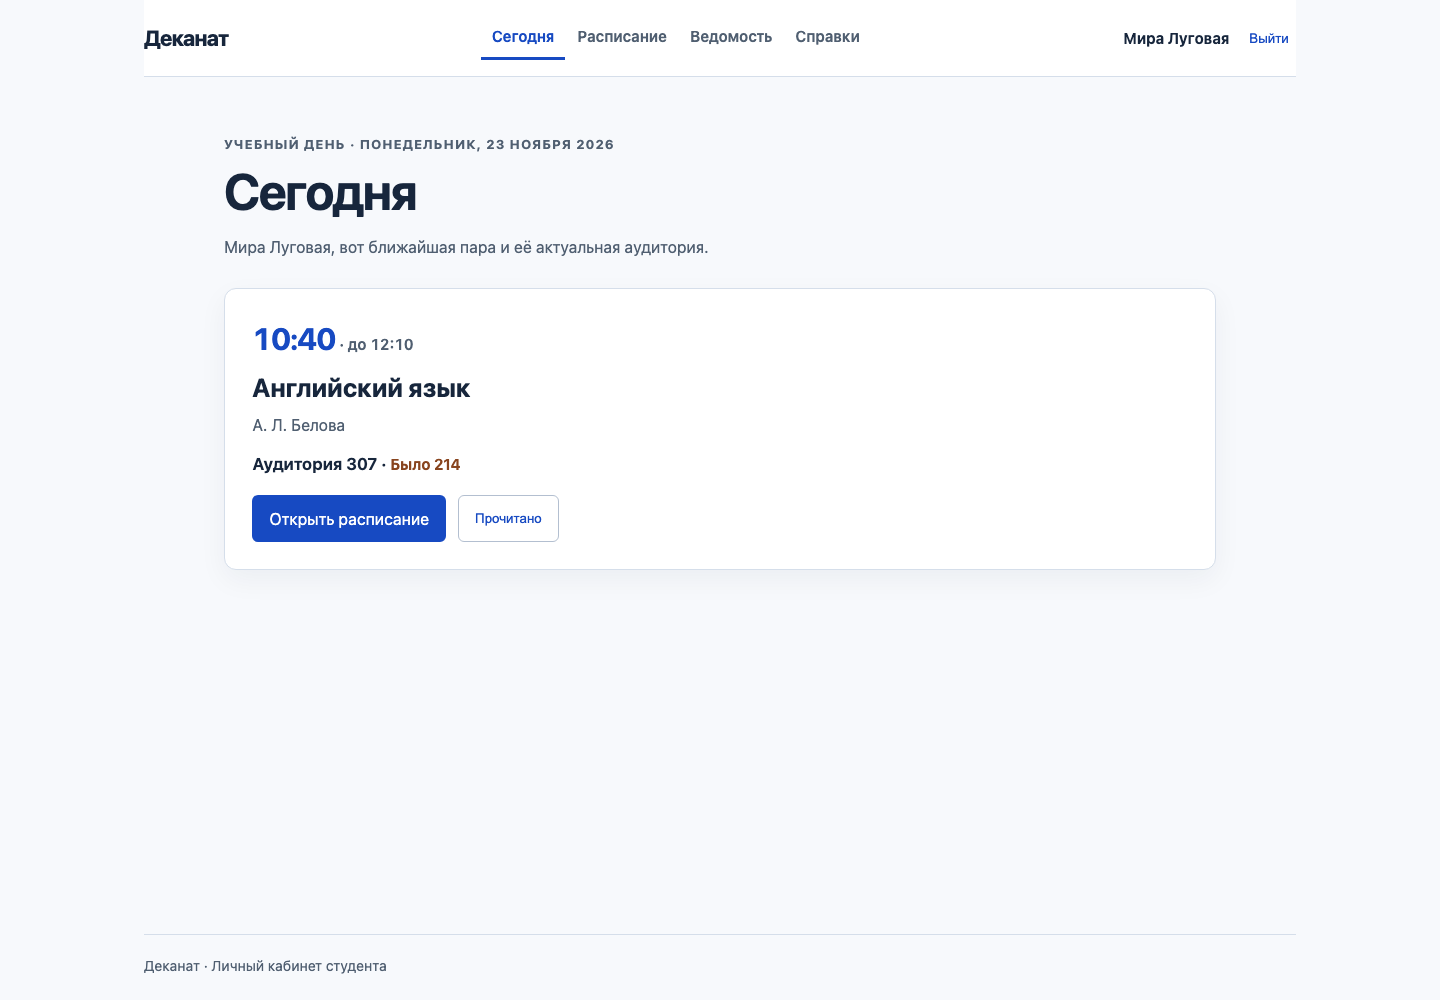 Деканат
Сегодня Расписание Ведомость Справки
Мира Луговая Выйти
УЧЕБНЫЙ ДЕНЬ · ПОНЕДЕЛЬНИК, 23 НОЯБРЯ 2026
Сегодня
Мира Луговая, вот ближайшая пара и её актуальная аудитория.
10:40 · до 12:10
Английский язык
А. Л. Белова
Аудитория 307 · Было 214
Открыть расписание Прочитано
Деканат · Личный кабинет студента